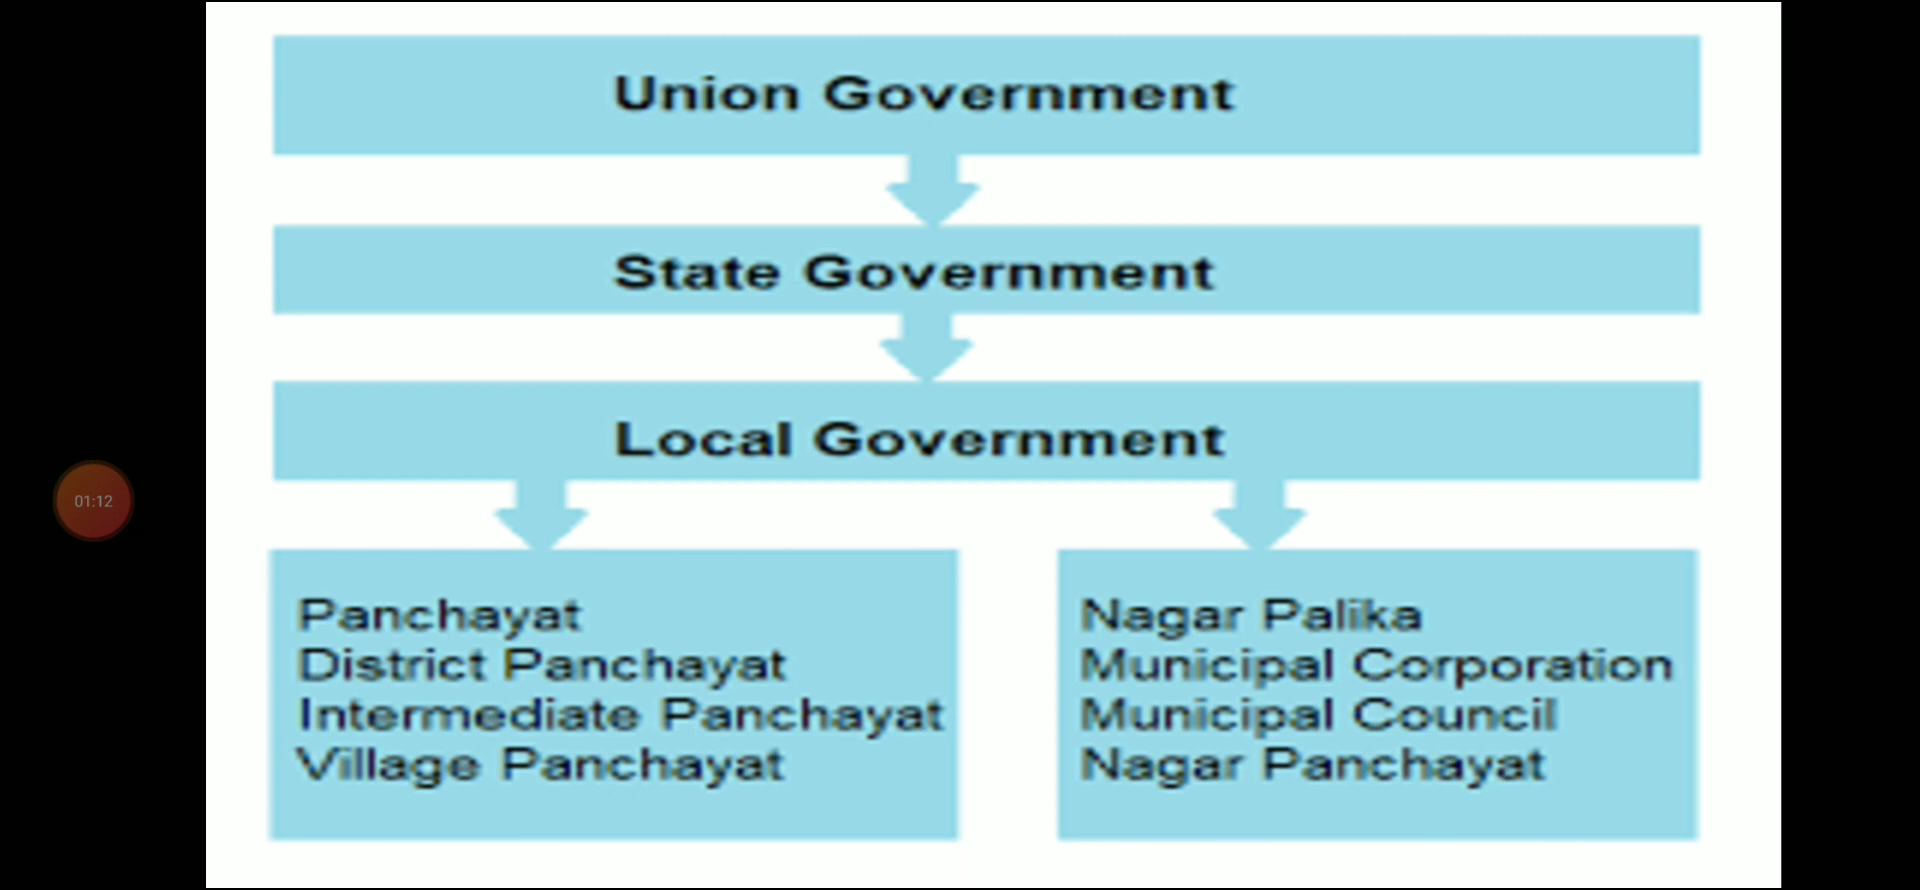 Union Government
State Government
Local Government
Panchayat
District Panchayat
Intermediate Panchayat
Village Panchayat
Nagar Palika
Municipal Corporation
Municipal Council
Nagar Panchayat
01:12